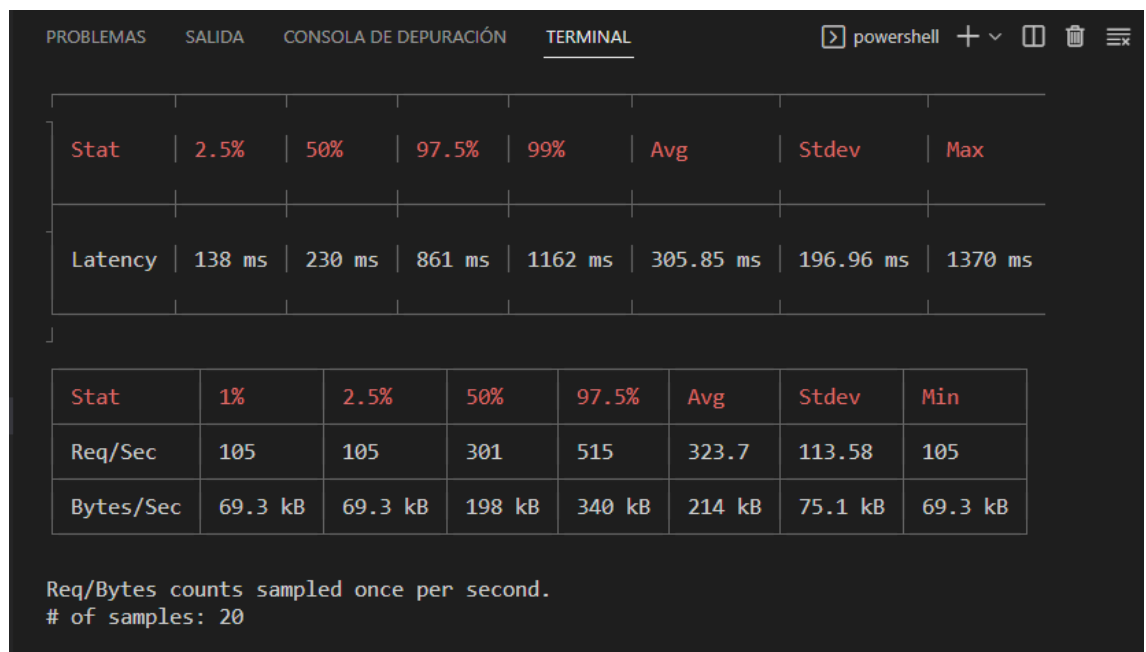 PROBLEMAS SALIDA CONSOLA DE DEPURACIÓN TERMINAL powershell
Stat 2.5% 50% 97.5% 99% Avg Stdev Max
Latency 138 ms 230 ms 861 ms 1162 ms 305.85 ms 196.96 ms 1370 ms
Stat 1% 2.5% 50% 97.5% Avg Stdev Min
Req/Sec 105 105 301 515 323.7 113.58 105
Bytes/Sec 69.3 kB 69.3 kB 198 kB 340 kB 214 kB 75.1 kB 69.3 kB
Req/Bytes counts sampled once per second.
# of samples: 20